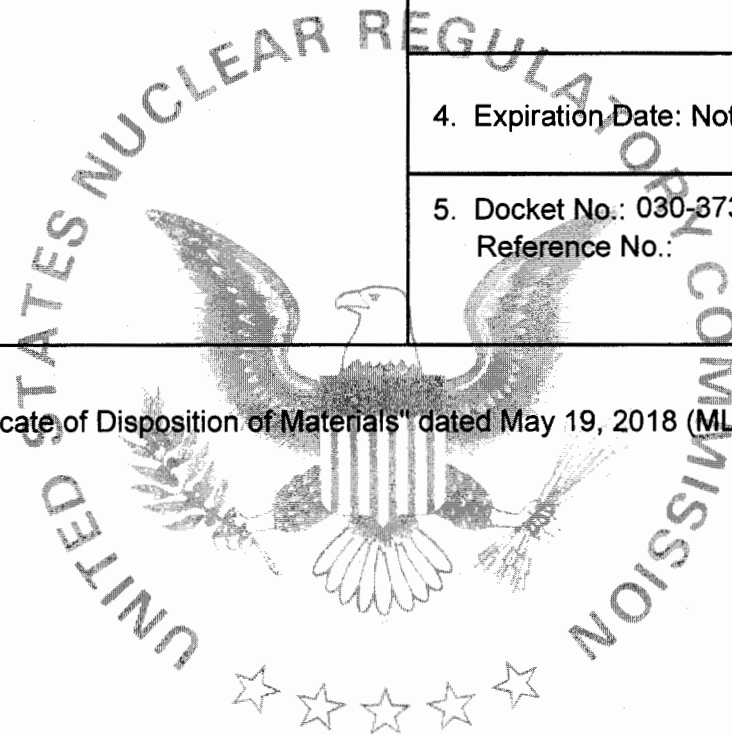 UNITED STATES NUCLEAR REGULATORY COMMISSION
4. Expiration Date: Not
5. Docket No.: 030-373
Reference No.:
cate of Disposition of Materials" dated May 19, 2018 (ML